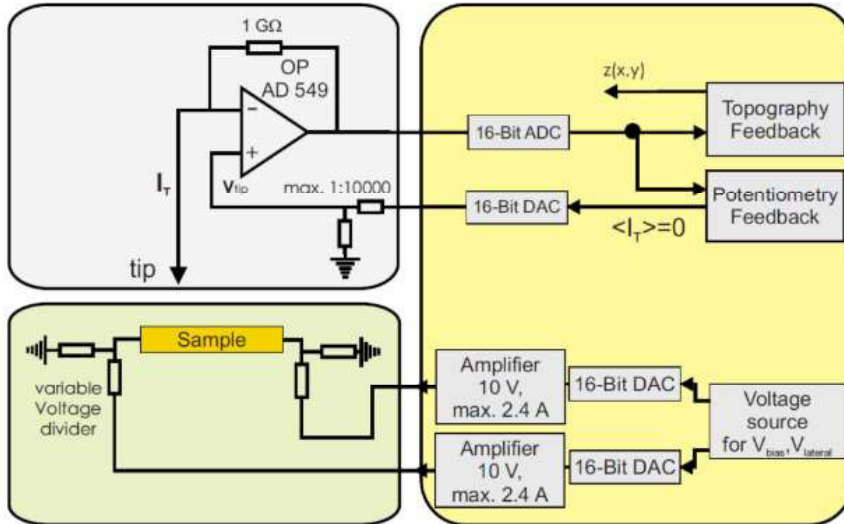 1 GΩ
OP
AD 549
−
+
I_T
V_tip
max. 1:10000
tip
16-Bit ADC
z(x,y)
Topography
Feedback
16-Bit DAC
<I_T>=0
Potentiometry
Feedback
Sample
variable
Voltage
divider
Amplifier
10 V,
max. 2.4 A
16-Bit DAC
Amplifier
10 V,
max. 2.4 A
16-Bit DAC
Voltage
source
for V_bias, V_lateral